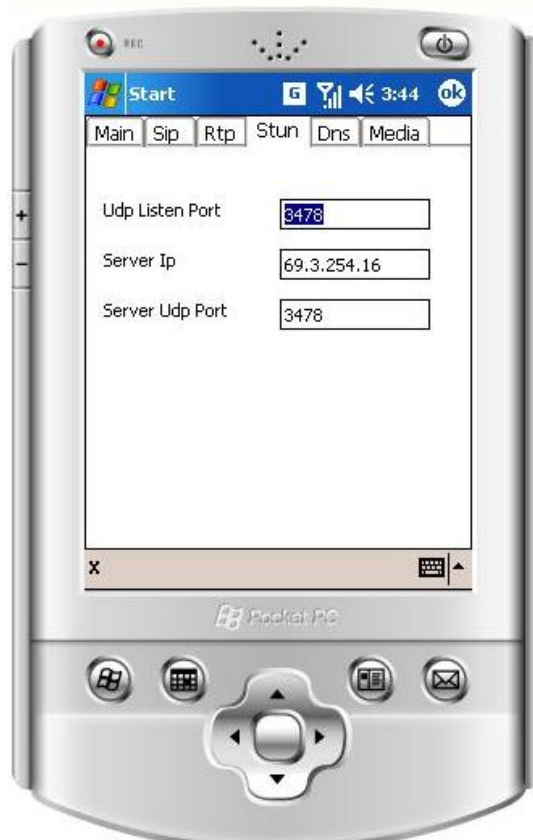 REC
Start G 3:44 ok
Main Sip Rtp Stun Dns Media
Udp Listen Port 3478
Server Ip 69.3.254.16
Server Udp Port 3478
x
Pocket PC